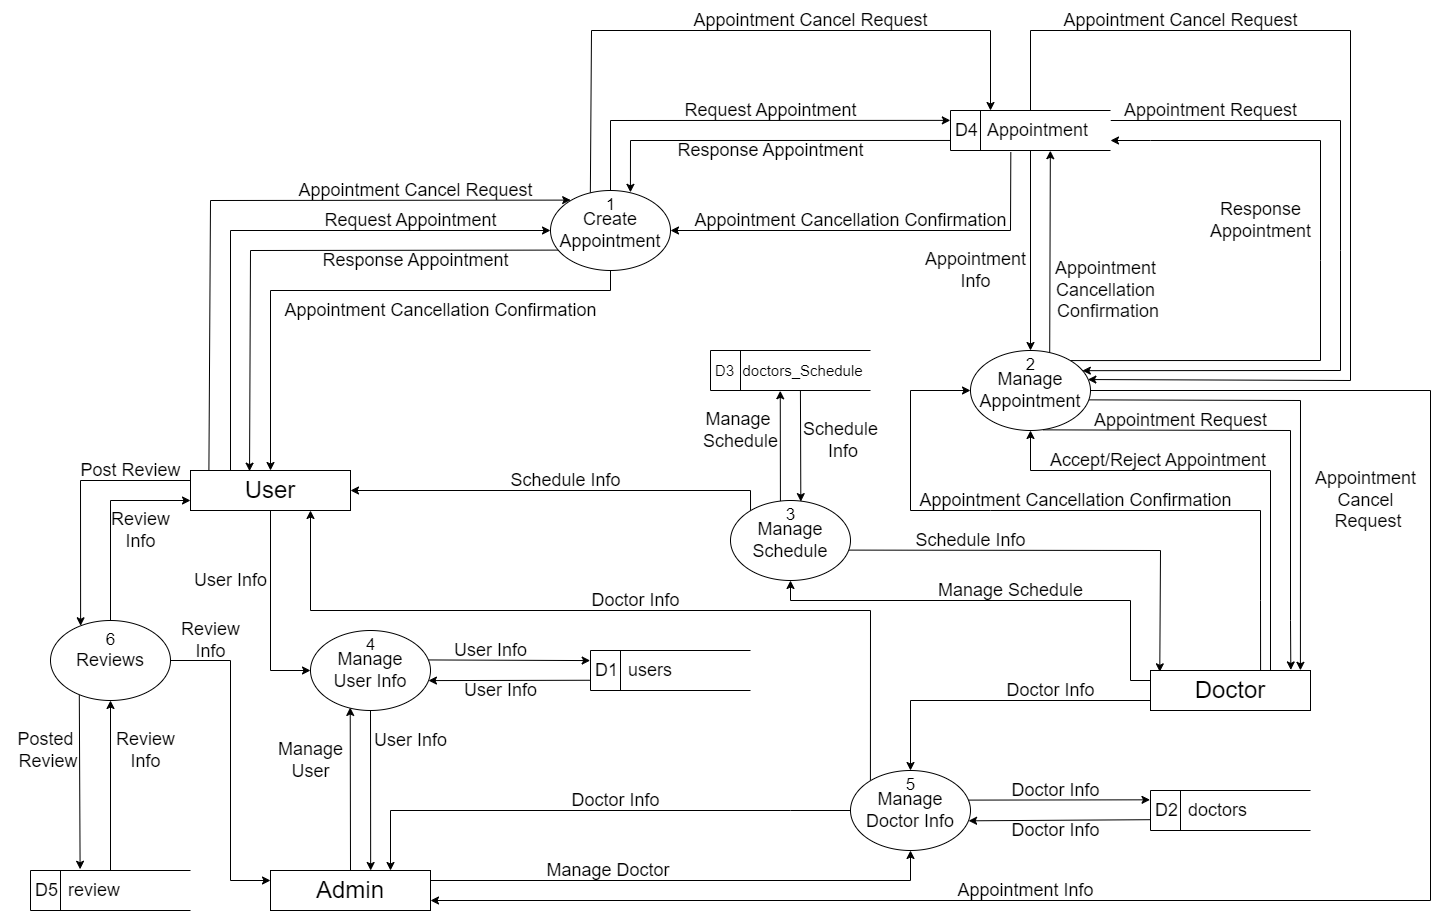 Appointment Cancel Request
Appointment Cancel Request
Request Appointment
Appointment Request
D4
Appointment
Response Appointment
Appointment Cancel Request
1
Create
Appointment
Request Appointment
Appointment Cancellation Confirmation
Response
Appointment
Response Appointment
Appointment
Info
Appointment
Cancellation
Confirmation
Appointment Cancellation Confirmation
D3
doctors_Schedule
2
Manage
Appointment
Manage
Schedule
Schedule
Info
Appointment Request
Accept/Reject Appointment
Post Review
User
Schedule Info
Appointment
Cancel
Request
Appointment Cancellation Confirmation
Review
Info
3
Manage
Schedule
Schedule Info
User Info
Manage Schedule
Doctor Info
6
Reviews
Review
Info
4
Manage
User Info
User Info
D1
users
User Info
Doctor Info
Doctor
Posted
Review
Review
Info
Manage
User
User Info
5
Manage
Doctor Info
Doctor Info
Doctor Info
D2
doctors
Doctor Info
D5
review
Admin
Manage Doctor
Appointment Info